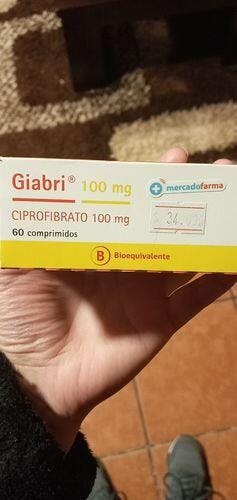 Giabri® 100 mg
mercadofarma
CIPROFIBRATO 100 mg
60 comprimidos
B Bioequivalente